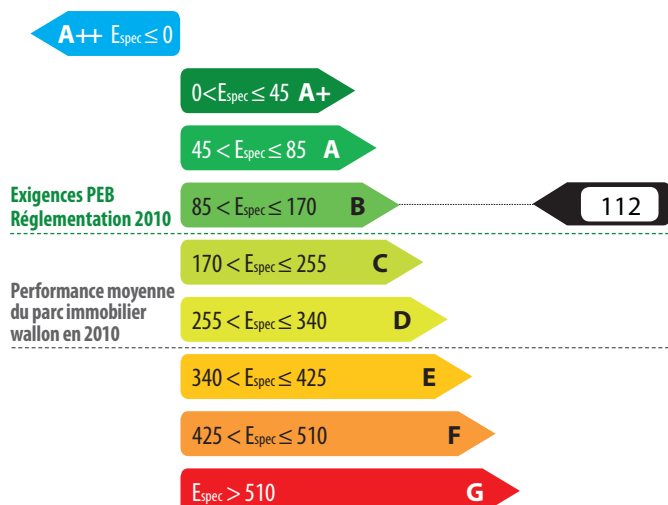 A++ Espec ≤ 0
0<Espec ≤ 45 A+
45 < Espec ≤ 85 A
Exigences PEB
Réglementation 2010
85 < Espec ≤ 170 B
112
170 < Espec ≤ 255 C
Performance moyenne
du parc immobilier
wallon en 2010
255 < Espec ≤ 340 D
340 < Espec ≤ 425 E
425 < Espec ≤ 510 F
Espec > 510 G